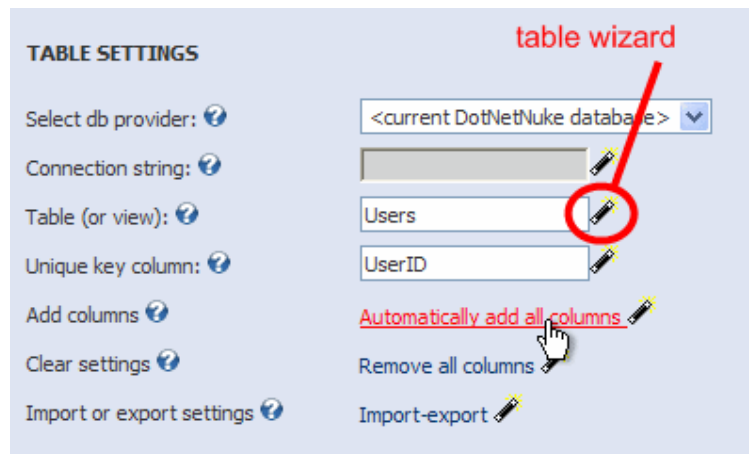 table wizard
TABLE SETTINGS
Select db provider: <current DotNetNuke database>
Connection string:
Table (or view): Users
Unique key column: UserID
Add columns Automatically add all columns
Clear settings Remove all columns
Import or export settings Import-export